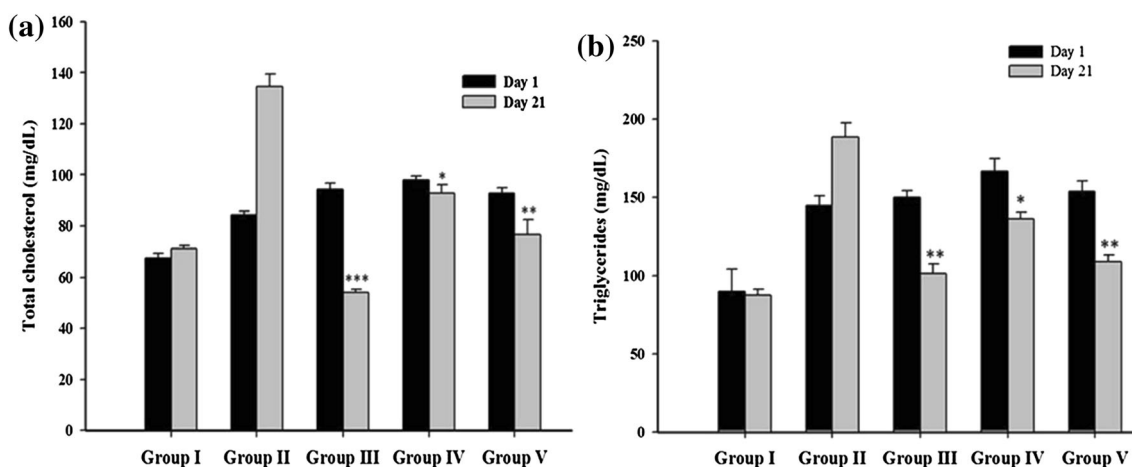 (a)
Total cholesterol (mg/dL)
160
140
120
100
80
60
40
20
0
Day 1
Day 21
***
*
**
Group I Group II Group III Group IV Group V
(b)
Triglycerides (mg/dL)
250
200
150
100
50
0
Day 1
Day 21
**
*
**
Group I Group II Group III Group IV Group V